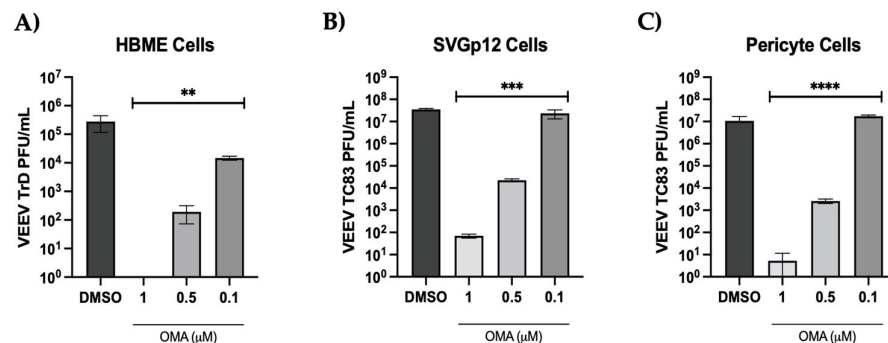 A)
HBME Cells
VEEV TrD PFU/mL
10⁷
10⁶
10⁵
10⁴
10³
10²
10¹
10⁰
**
DMSO 1 0.5 0.1
OMA (μM)
B)
SVGp12 Cells
VEEV TC83 PFU/mL
10⁹
10⁸
10⁷
10⁶
10⁵
10⁴
10³
10²
10¹
10⁰
***
DMSO 1 0.5 0.1
OMA (μM)
C)
Pericyte Cells
VEEV TC83 PFU/mL
10⁹
10⁸
10⁷
10⁶
10⁵
10⁴
10³
10²
10¹
10⁰
****
DMSO 1 0.5 0.1
OMA (μM)